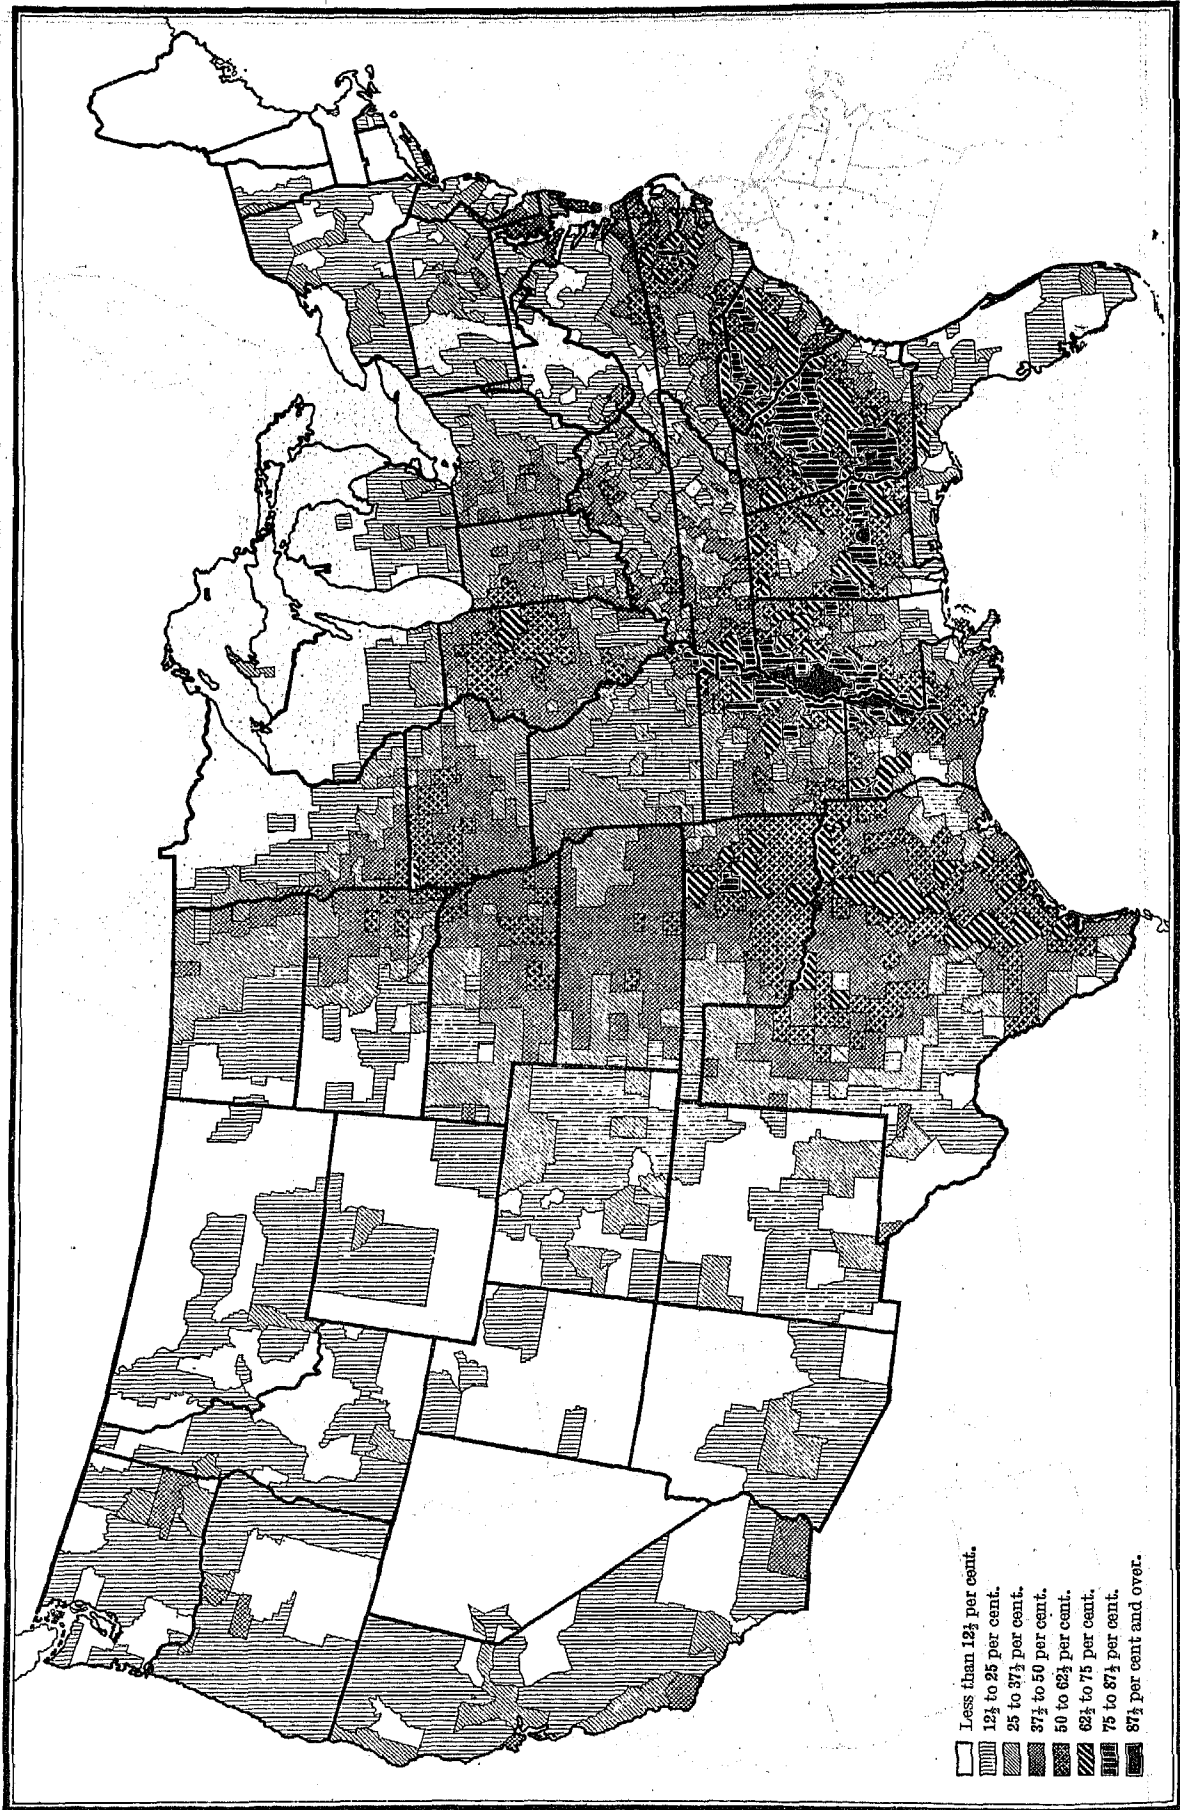 Less than 12½ per cent.
12½ to 25 per cent.
25 to 37½ per cent.
37½ to 50 per cent.
50 to 62½ per cent.
62½ to 75 per cent.
75 to 87½ per cent.
87½ per cent and over.